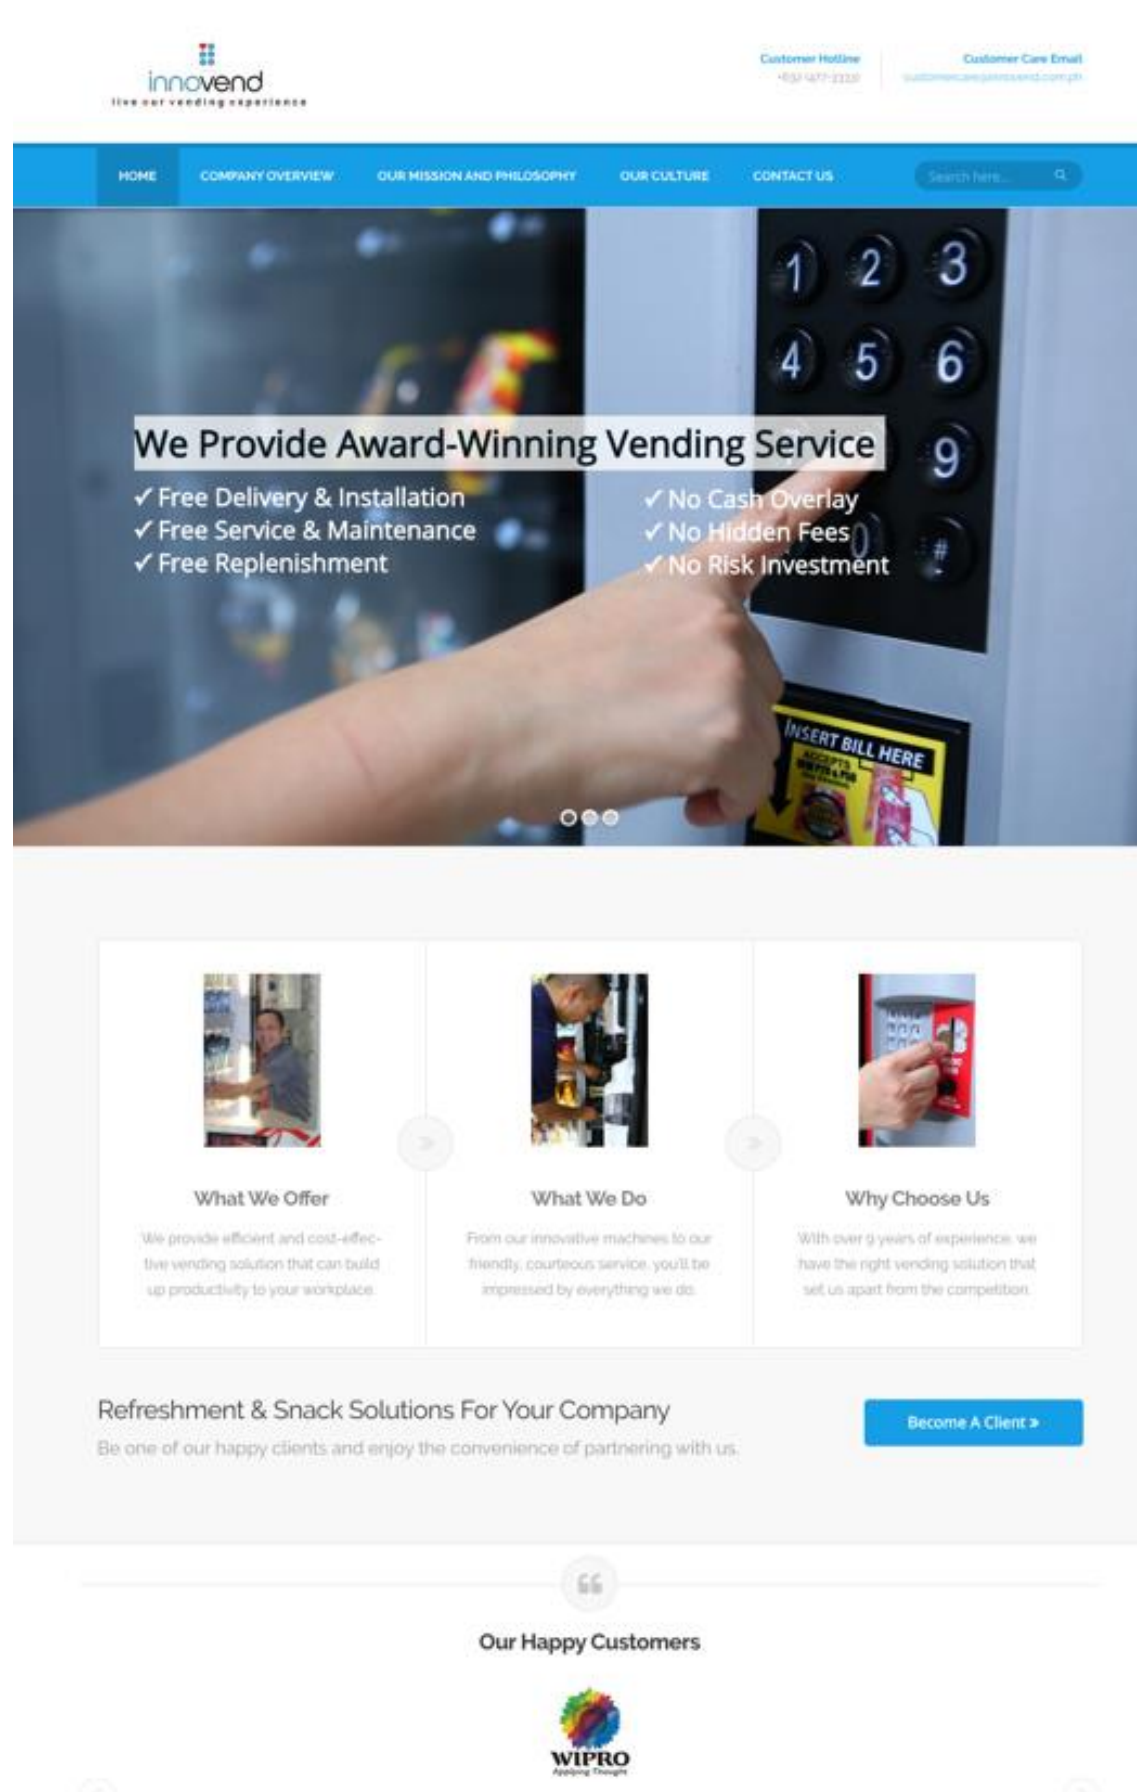 innovend
live our vending experience
Customer Hotline
Customer Care Email
HOME
COMPANY OVERVIEW
OUR MISSION AND PHILOSOPHY
OUR CULTURE
CONTACT US
Search here...
1 2 3
4 5 6
9
0 #
We Provide Award-Winning Vending Service
✓ Free Delivery & Installation
✓ Free Service & Maintenance
✓ Free Replenishment
✓ No Cash Overlay
✓ No Hidden Fees
✓ No Risk Investment
INSERT BILL HERE
ACCEPTS
What We Offer
We provide efficient and cost-effec-
tive vending solution that can build
up productivity to your workplace.
What We Do
From our innovative machines to our
friendly, courteous service, you'll be
impressed by everything we do.
Why Choose Us
With over 9 years of experience, we
have the right vending solution that
set us apart from the competition.
Refreshment & Snack Solutions For Your Company
Be one of our happy clients and enjoy the convenience of partnering with us.
Become A Client »
Our Happy Customers
WIPRO
Applying Thought